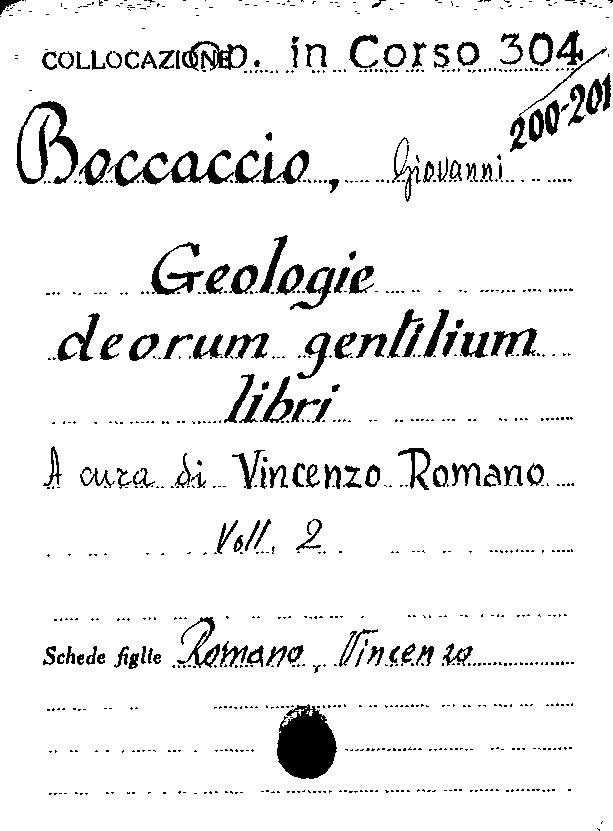 COLLOCAZIONE Op. in Corso 304/
200-201
Boccaccio, Giovanni
Geologie
deorum gentilium
libri
A cura di Vincenzo Romano
Voll. 2
Schede figlie Romano, Vincenzo